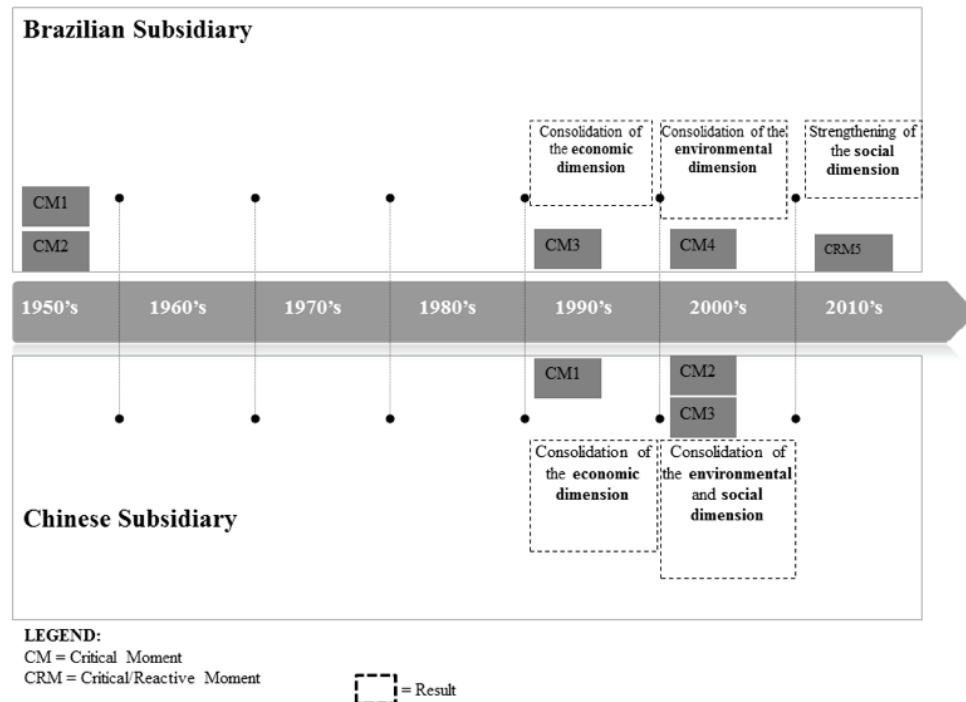 Brazilian Subsidiary
Consolidation of
the economic
dimension
Consolidation of the
environmental
dimension
Strengthening of
the social
dimension
CM1
CM2
CM3
CM4
CRM5
1950's
1960's
1970's
1980's
1990's
2000's
2010's
CM1
CM2
CM3
Consolidation of
the economic
dimension
Consolidation of
the environmental
and social
dimension
Chinese Subsidiary
LEGEND:
CM = Critical Moment
CRM = Critical/Reactive Moment
= Result